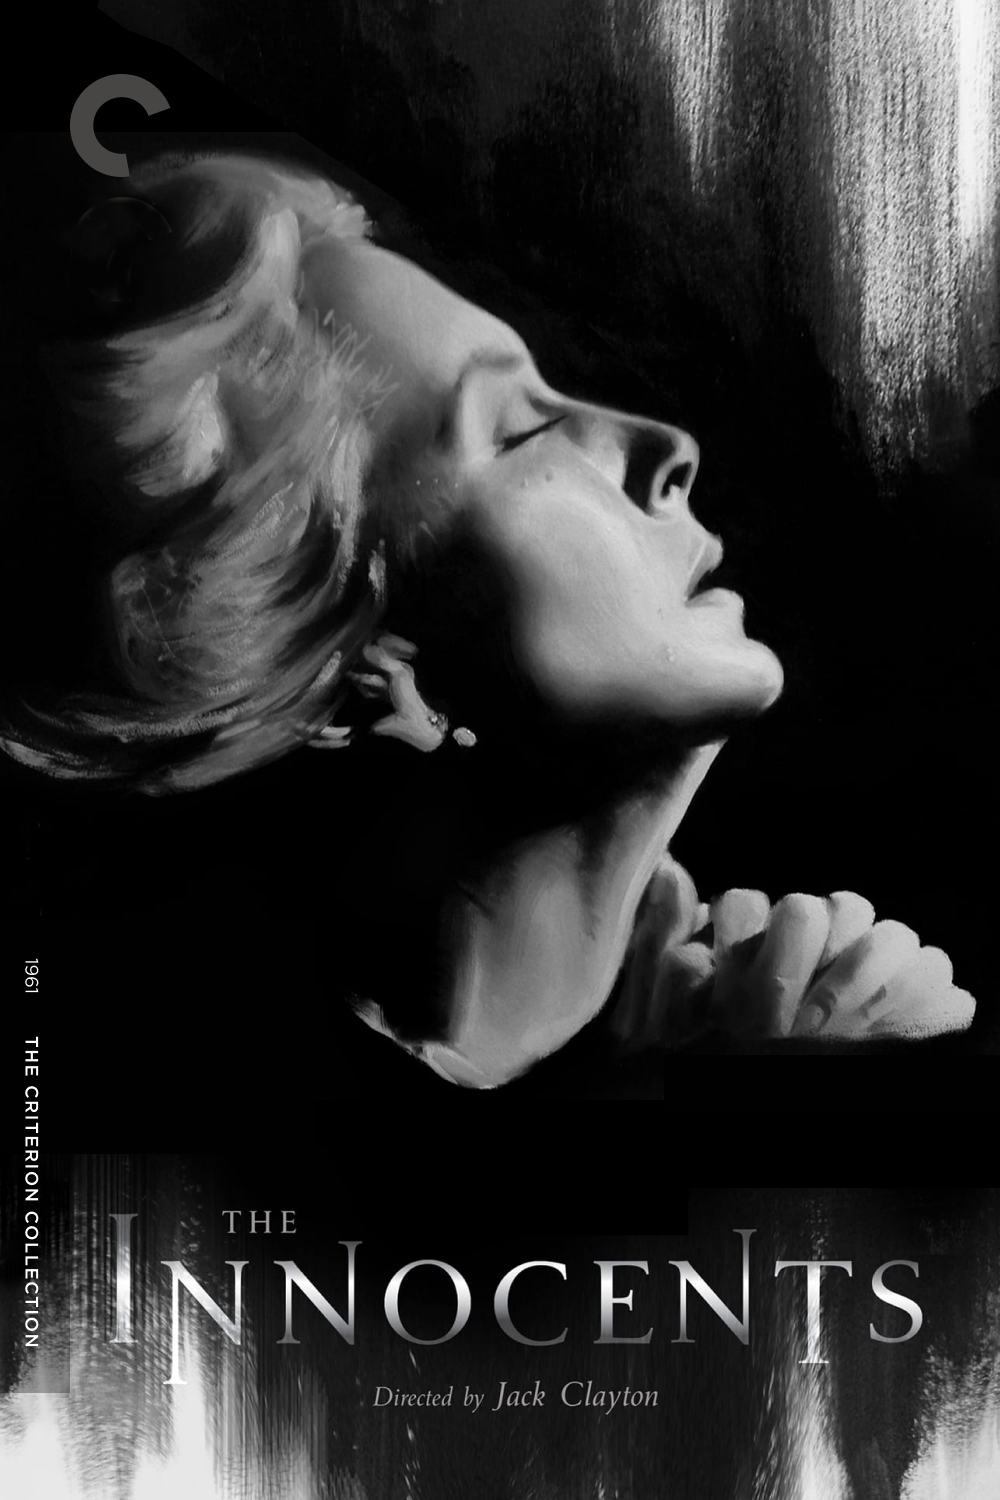 1961
THE CRITERION COLLECTION
THE
INNOCENTS
Directed by Jack Clayton